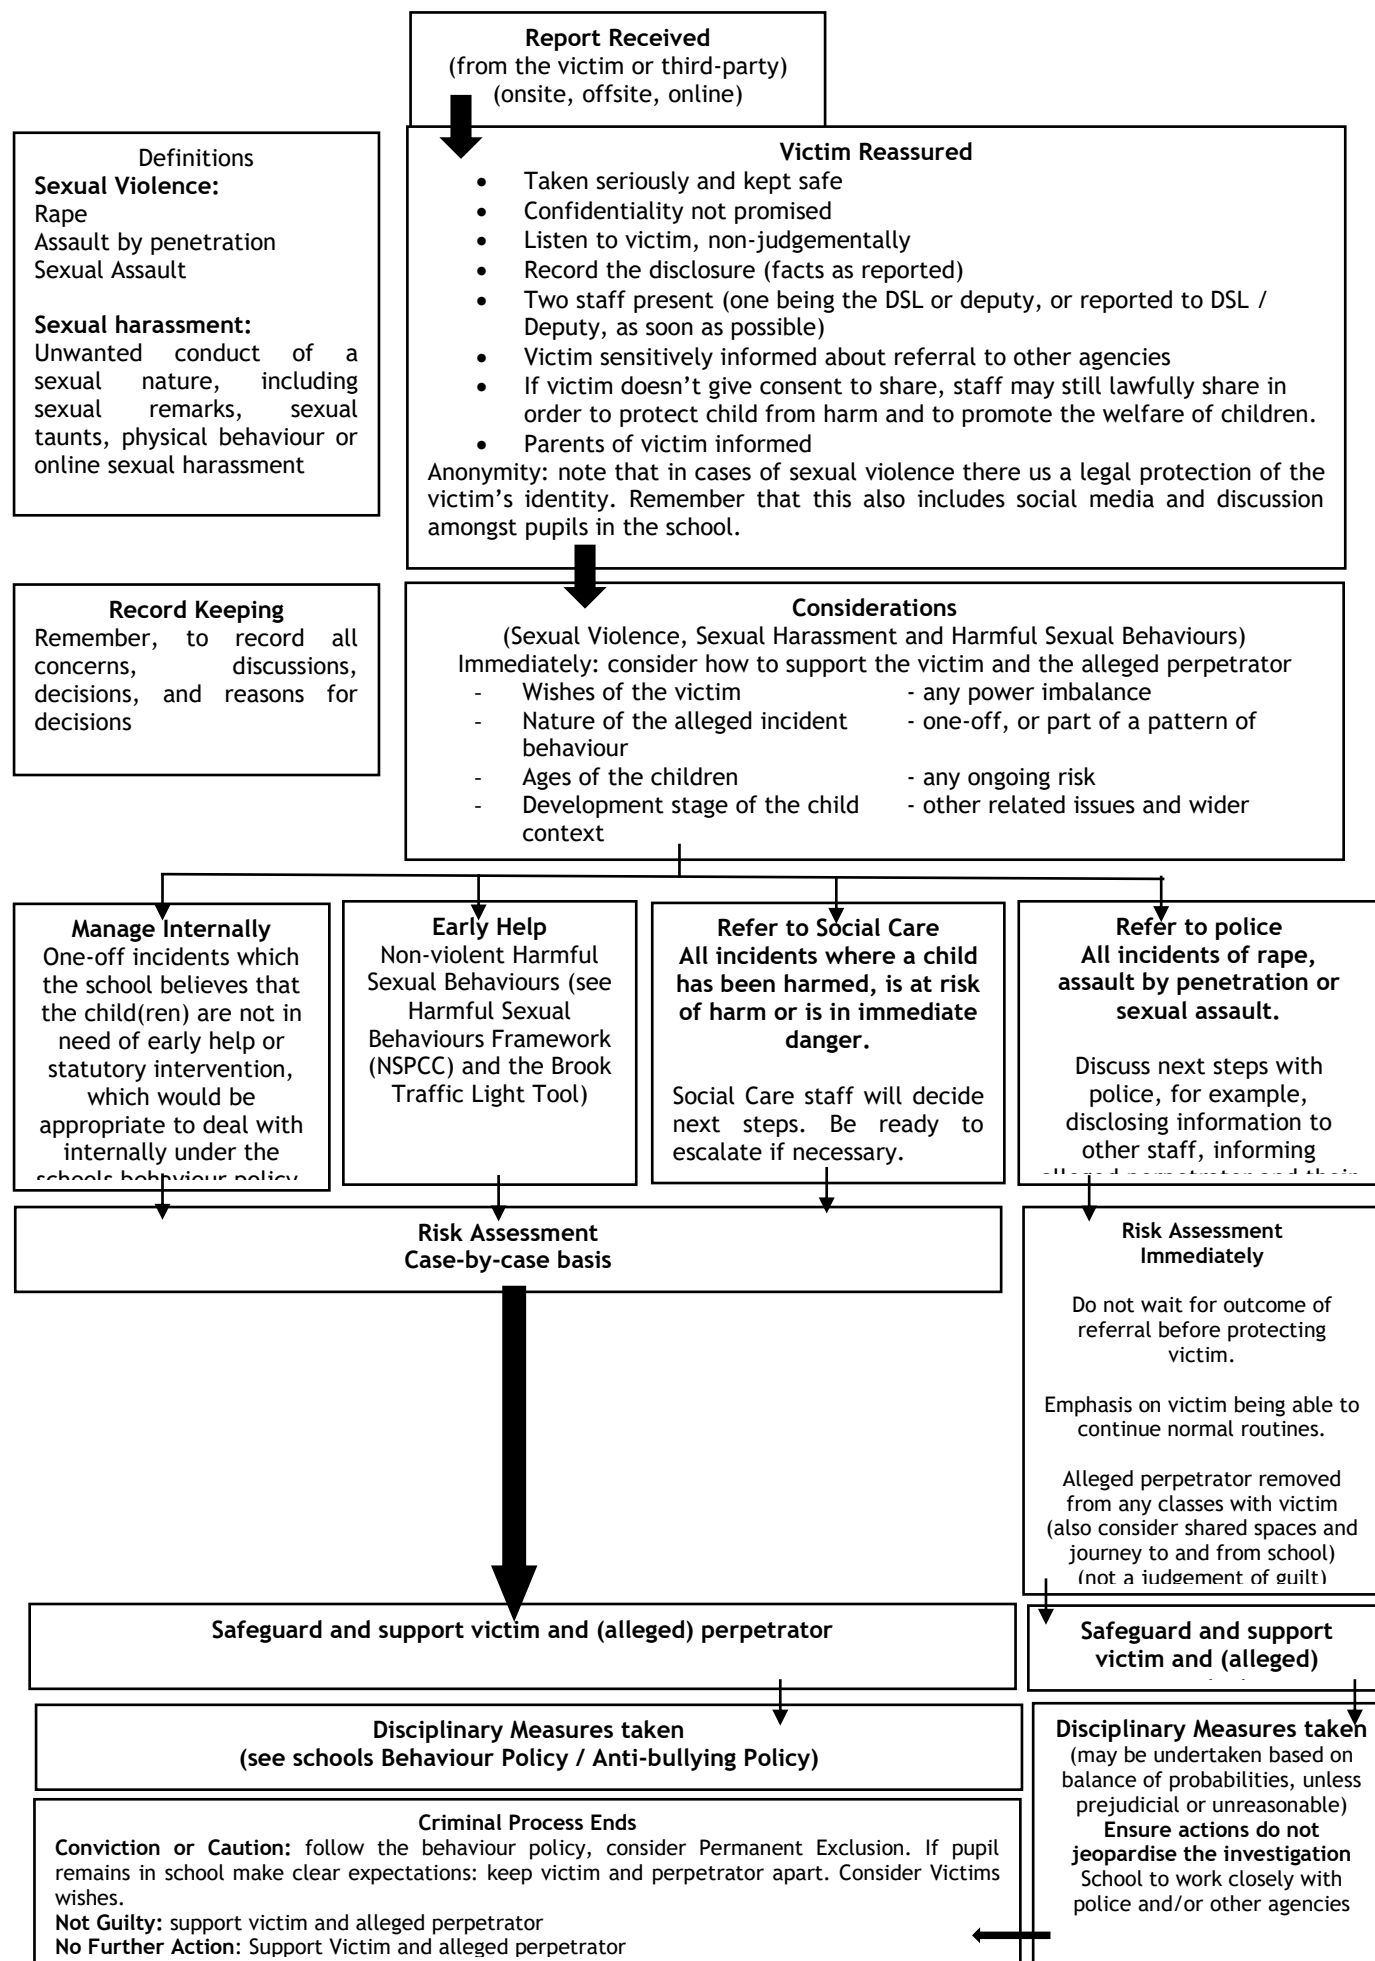 Report Received
(from the victim or third-party)
(onsite, offsite, online)
Definitions
Sexual Violence:
Rape
Assault by penetration
Sexual Assault
Sexual harassment:
Unwanted conduct of a
sexual nature, including
sexual remarks, sexual
taunts, physical behaviour or
online sexual harassment
Victim Reassured
• Taken seriously and kept safe
• Confidentiality not promised
• Listen to victim, non-judgementally
• Record the disclosure (facts as reported)
• Two staff present (one being the DSL or deputy, or reported to DSL /
Deputy, as soon as possible)
• Victim sensitively informed about referral to other agencies
• If victim doesn’t give consent to share, staff may still lawfully share in
order to protect child from harm and to promote the welfare of children.
• Parents of victim informed
Anonymity: note that in cases of sexual violence there us a legal protection of the
victim’s identity. Remember that this also includes social media and discussion
amongst pupils in the school.
Record Keeping
Remember, to record all
concerns, discussions,
decisions, and reasons for
decisions
Considerations
(Sexual Violence, Sexual Harassment and Harmful Sexual Behaviours)
Immediately: consider how to support the victim and the alleged perpetrator
- Wishes of the victim - any power imbalance
- Nature of the alleged incident - one-off, or part of a pattern of
behaviour
- Ages of the children - any ongoing risk
- Development stage of the child - other related issues and wider
context
Manage Internally
One-off incidents which
the school believes that
the child(ren) are not in
need of early help or
statutory intervention,
which would be
appropriate to deal with
internally under the
schools behaviour policy
Early Help
Non-violent Harmful
Sexual Behaviours (see
Harmful Sexual
Behaviours Framework
(NSPCC) and the Brook
Traffic Light Tool)
Refer to Social Care
All incidents where a child
has been harmed, is at risk
of harm or is in immediate
danger.
Social Care staff will decide
next steps. Be ready to
escalate if necessary.
Refer to police
All incidents of rape,
assault by penetration or
sexual assault.
Discuss next steps with
police, for example,
disclosing information to
other staff, informing
alleged perpetrator and their
Risk Assessment
Case-by-case basis
Risk Assessment
Immediately
Do not wait for outcome of
referral before protecting
victim.
Emphasis on victim being able to
continue normal routines.
Alleged perpetrator removed
from any classes with victim
(also consider shared spaces and
journey to and from school)
(not a judgement of guilt)
Safeguard and support victim and (alleged) perpetrator
Safeguard and support
victim and (alleged)
Disciplinary Measures taken
(see schools Behaviour Policy / Anti-bullying Policy)
Disciplinary Measures taken
(may be undertaken based on
balance of probabilities, unless
prejudicial or unreasonable)
Ensure actions do not
jeopardise the investigation
School to work closely with
police and/or other agencies
Criminal Process Ends
Conviction or Caution: follow the behaviour policy, consider Permanent Exclusion. If pupil
remains in school make clear expectations: keep victim and perpetrator apart. Consider Victims
wishes.
Not Guilty: support victim and alleged perpetrator
No Further Action: Support Victim and alleged perpetrator